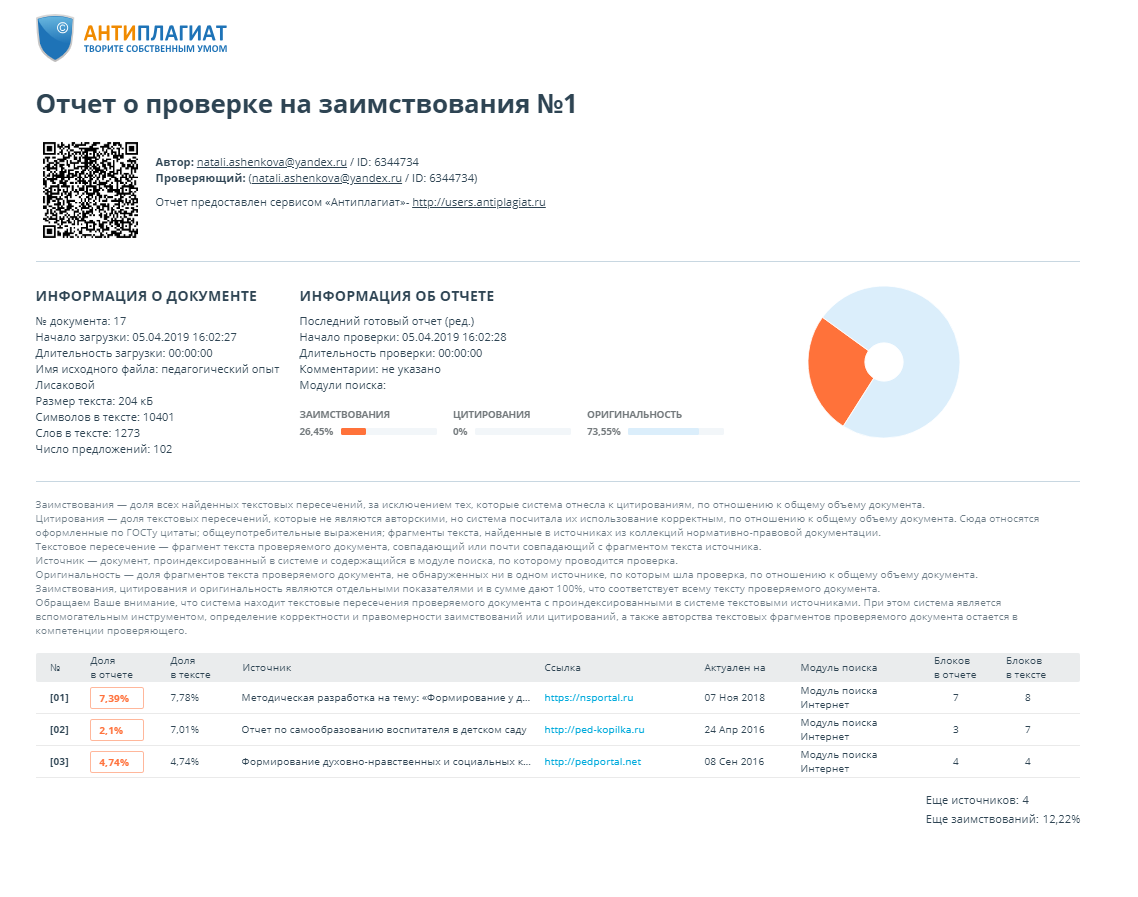 ©
АНТИПЛАГИАТ
ТВОРИТЕ СОБСТВЕННЫМ УМОМ
Отчет о проверке на заимствования №1
Автор: natali.ashenkova@yandex.ru / ID: 6344734
Проверяющий: (natali.ashenkova@yandex.ru / ID: 6344734)
Отчет предоставлен сервисом «Антиплагиат»- http://users.antiplagiat.ru
ИНФОРМАЦИЯ О ДОКУМЕНТЕ
№ документа: 17
Начало загрузки: 05.04.2019 16:02:27
Длительность загрузки: 00:00:00
Имя исходного файла: педагогический опыт
Лисаковой
Размер текста: 204 кБ
Символов в тексте: 10401
Слов в тексте: 1273
Число предложений: 102
ИНФОРМАЦИЯ ОБ ОТЧЕТЕ
Последний готовый отчет (ред.)
Начало проверки: 05.04.2019 16:02:28
Длительность проверки: 00:00:00
Комментарии: не указано
Модули поиска:
ЗАИМСТВОВАНИЯ ЦИТИРОВАНИЯ ОРИГИНАЛЬНОСТЬ
26,45% 0% 73,55%
Заимствования — доля всех найденных текстовых пересечений, за исключением тех, которые система отнесла к цитированиям, по отношению к общему объему документа.
Цитирования — доля текстовых пересечений, которые не являются авторскими, но система посчитала их использование корректным, по отношению к общему объему документа. Сюда относятся
оформленные по ГОСТу цитаты; общеупотребительные выражения; фрагменты текста, найденные в источниках из коллекций нормативно-правовой документации.
Текстовое пересечение — фрагмент текста проверяемого документа, совпадающий или почти совпадающий с фрагментом текста источника.
Источник — документ, проиндексированный в системе и содержащийся в модуле поиска, по которому проводится проверка.
Оригинальность — доля фрагментов текста проверяемого документа, не обнаруженных ни в одном источнике, по которым шла проверка, по отношению к общему объему документа.
Заимствования, цитирования и оригинальность являются отдельными показателями и в сумме дают 100%, что соответствует всему тексту проверяемого документа.
Обращаем Ваше внимание, что система находит текстовые пересечения проверяемого документа с проиндексированными в системе текстовыми источниками. При этом система является
вспомогательным инструментом, определение корректности и правомерности заимствований или цитирований, а также авторства текстовых фрагментов проверяемого документа остается в
компетенции проверяющего.
№ Доля в отчете Доля в тексте Источник Ссылка Актуален на Модуль поиска Блоков в отчете Блоков в тексте
[01] 7,39% 7,78% Методическая разработка на тему: «Формирование у д... https://nsportal.ru 07 Ноя 2018 Модуль поиска Интернет 7 8
[02] 2,1% 7,01% Отчет по самообразованию воспитателя в детском саду http://ped-kopilka.ru 24 Апр 2016 Модуль поиска Интернет 3 7
[03] 4,74% 4,74% Формирование духовно-нравственных и социальных к... http://pedportal.net 08 Сен 2016 Модуль поиска Интернет 4 4
Еще источников: 4
Еще заимствований: 12,22%